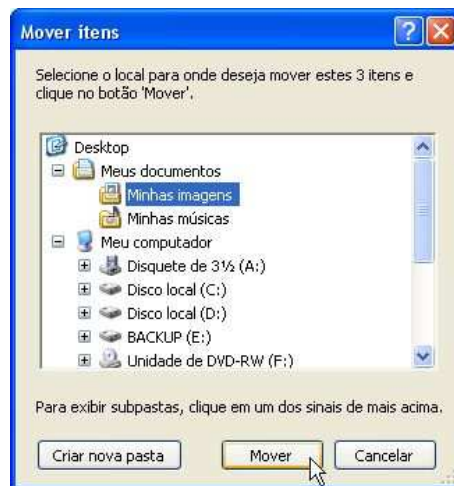 Mover itens
Selecione o local para onde deseja mover estes 3 itens e
clique no botão 'Mover'.
Desktop
Meus documentos
Minhas imagens
Minhas músicas
Meu computador
Disquete de 3½ (A:)
Disco local (C:)
Disco local (D:)
BACKUP (E:)
Unidade de DVD-RW (F:)
Para exibir subpastas, clique em um dos sinais de mais acima.
Criar nova pasta Mover Cancelar